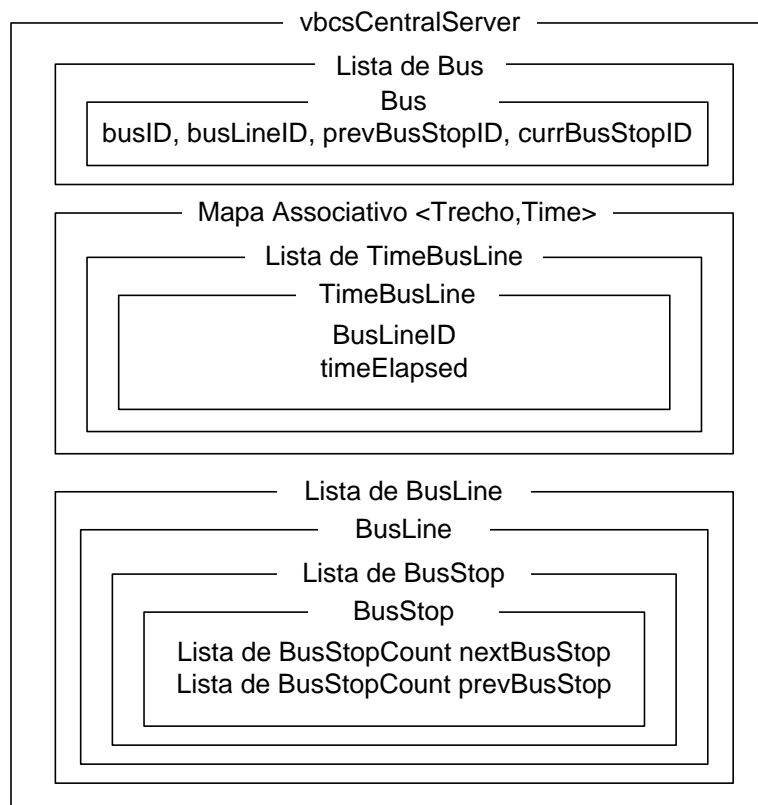 vbcsCentralServer
Lista de Bus
Bus
busID, busLineID, prevBusStopID, currBusStopID
Mapa Associativo <Trecho,Time>
Lista de TimeBusLine
TimeBusLine
BusLineID
timeElapsed
Lista de BusLine
BusLine
Lista de BusStop
BusStop
Lista de BusStopCount nextBusStop
Lista de BusStopCount prevBusStop